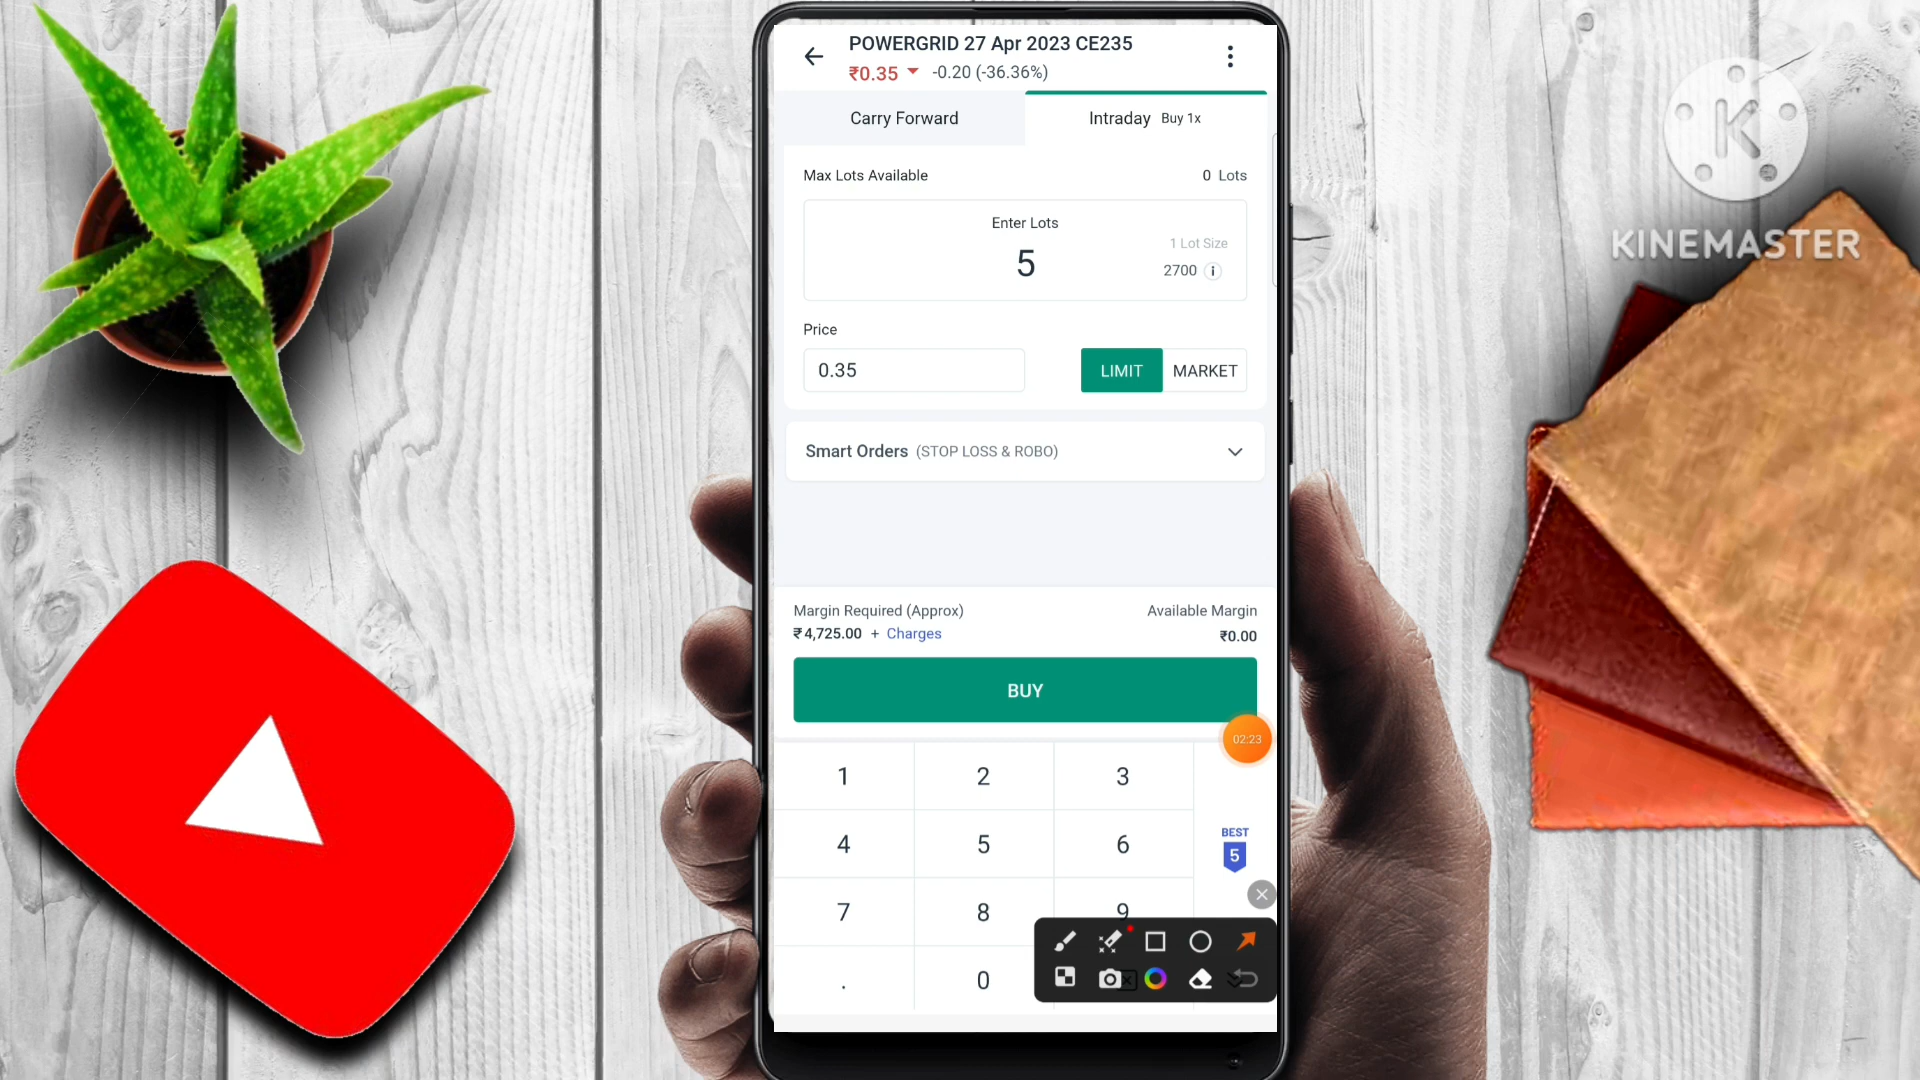 POWERGRID 27 Apr 2023 CE235
₹0.35 -0.20 (-36.36%)
Carry Forward
Intraday Buy 1x
Max Lots Available
0 Lots
Enter Lots
5
1 Lot Size
2700
Price
0.35
LIMIT
MARKET
Smart Orders (STOP LOSS & ROBO)
Margin Required (Approx)
₹4,725.00 + Charges
Available Margin
₹0.00
BUY
02:23
1 2 3
4 5 6
7 8 9
. 0
BEST
5
K
KINEMASTER